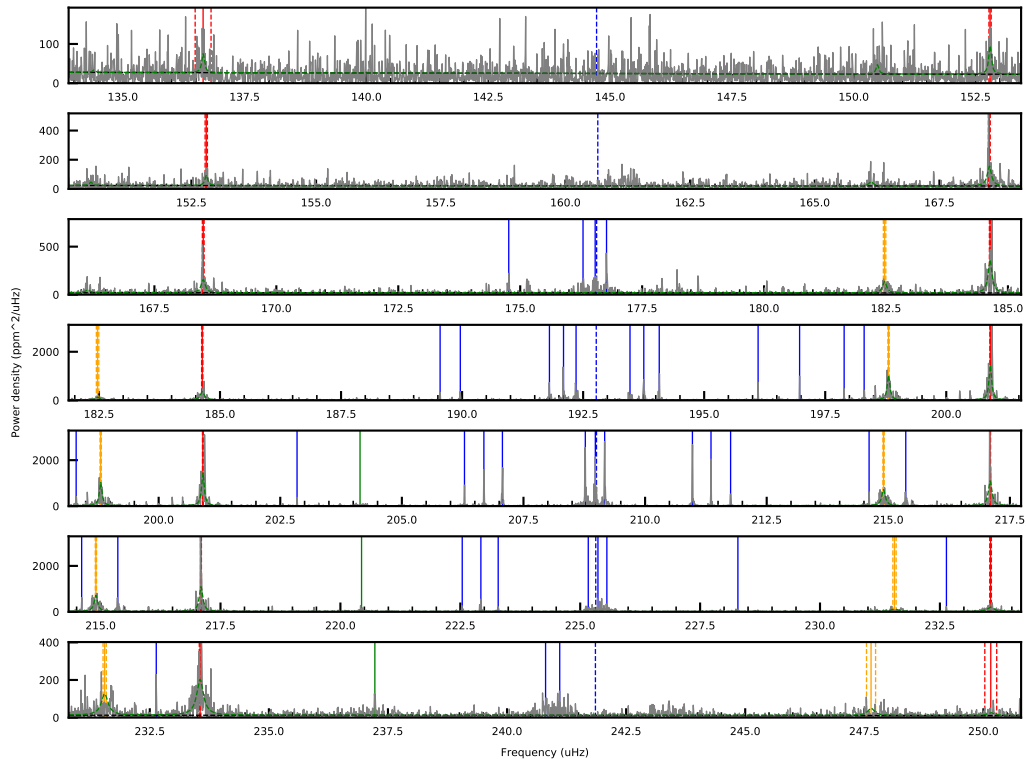 100
0
135.0 137.5 140.0 142.5 145.0 147.5 150.0 152.5
400
200
0
152.5 155.0 157.5 160.0 162.5 165.0 167.5
500
0
167.5 170.0 172.5 175.0 177.5 180.0 182.5 185.0
2000
0
182.5 185.0 187.5 190.0 192.5 195.0 197.5 200.0
Power density (ppm^2/uHz)
2000
0
200.0 202.5 205.0 207.5 210.0 212.5 215.0 217.5
2000
0
215.0 217.5 220.0 222.5 225.0 227.5 230.0 232.5
400
200
0
232.5 235.0 237.5 240.0 242.5 245.0 247.5 250.0
Frequency (uHz)